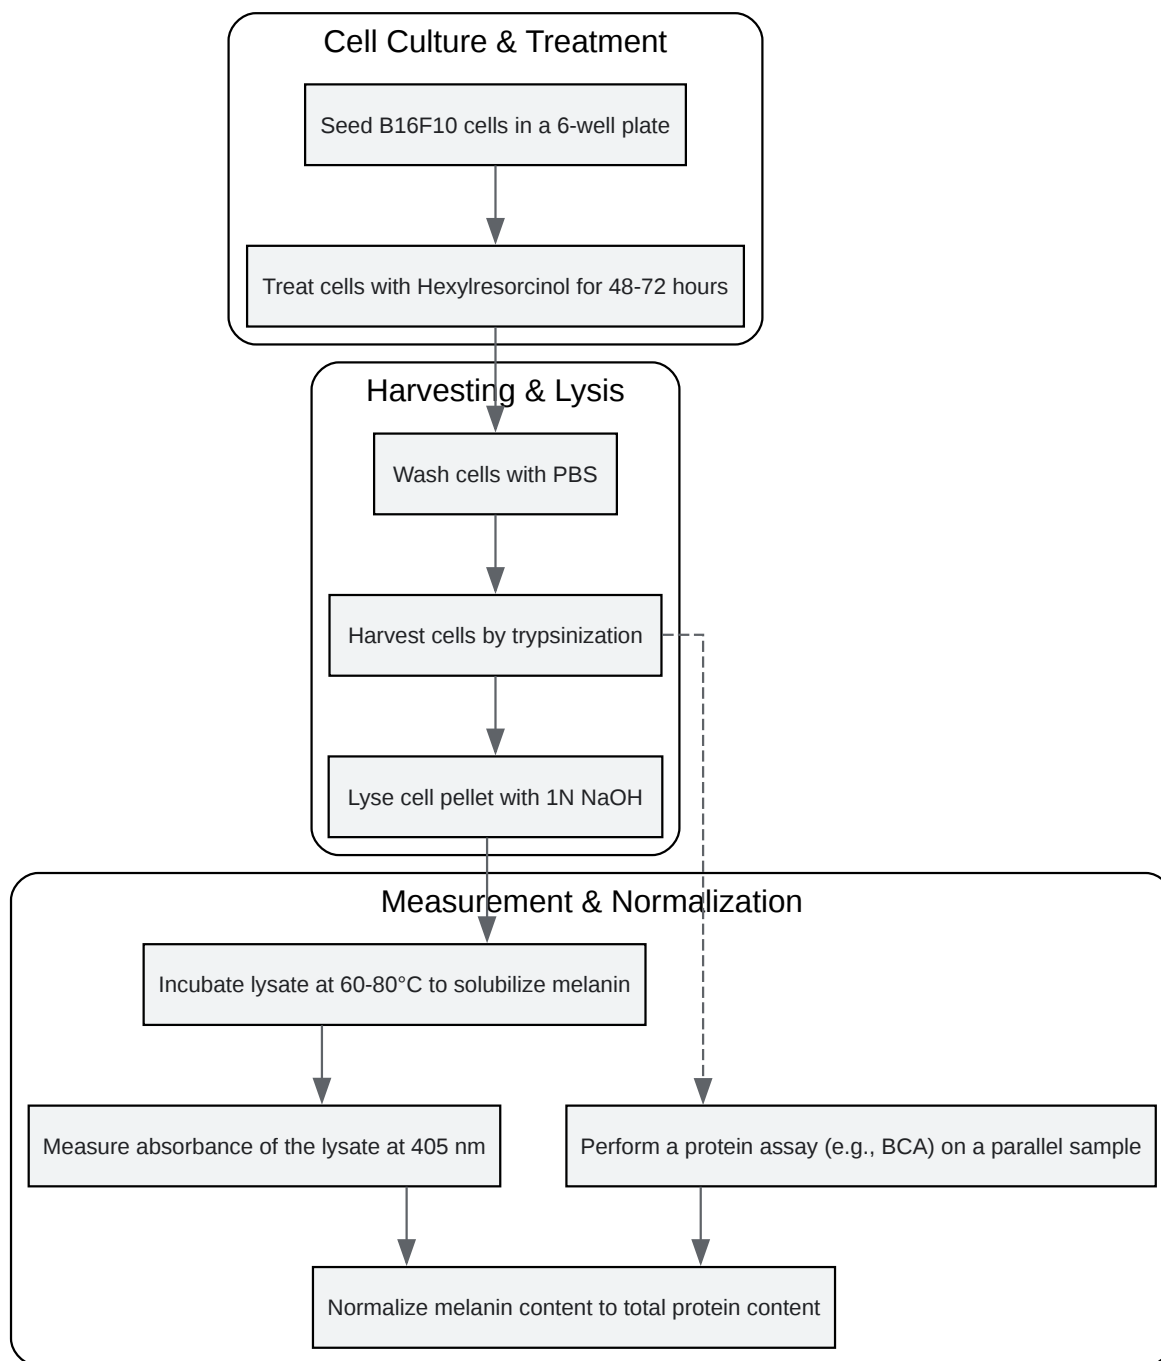 Cell Culture & Treatment
Seed B16F10 cells in a 6-well plate
Treat cells with Hexylresorcinol for 48-72 hours
Harvesting & Lysis
Wash cells with PBS
Harvest cells by trypsinization
Lyse cell pellet with 1N NaOH
Measurement & Normalization
Incubate lysate at 60-80°C to solubilize melanin
Measure absorbance of the lysate at 405 nm
Perform a protein assay (e.g., BCA) on a parallel sample
Normalize melanin content to total protein content